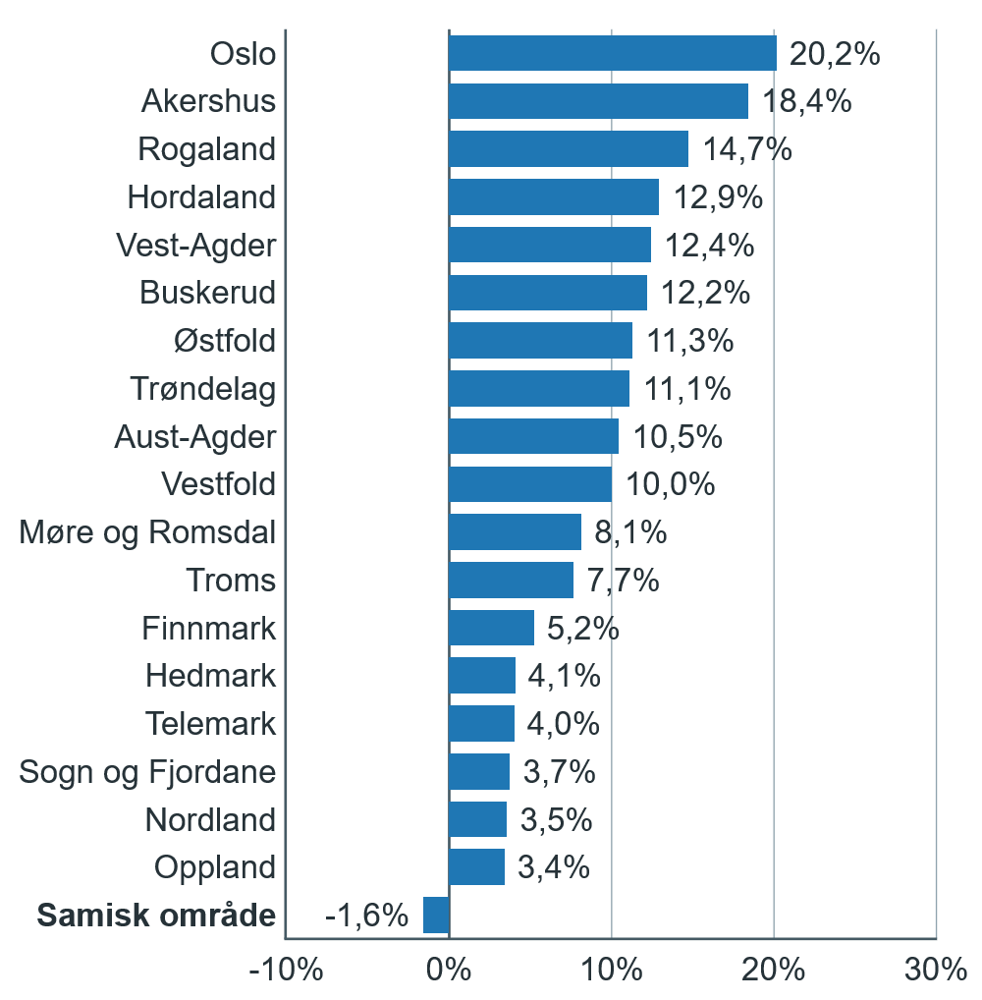 Oslo 20,2%
Akershus 18,4%
Rogaland 14,7%
Hordaland 12,9%
Vest-Agder 12,4%
Buskerud 12,2%
Østfold 11,3%
Trøndelag 11,1%
Aust-Agder 10,5%
Vestfold 10,0%
Møre og Romsdal 8,1%
Troms 7,7%
Finnmark 5,2%
Hedmark 4,1%
Telemark 4,0%
Sogn og Fjordane 3,7%
Nordland 3,5%
Oppland 3,4%
Samisk område -1,6%
-10% 0% 10% 20% 30%